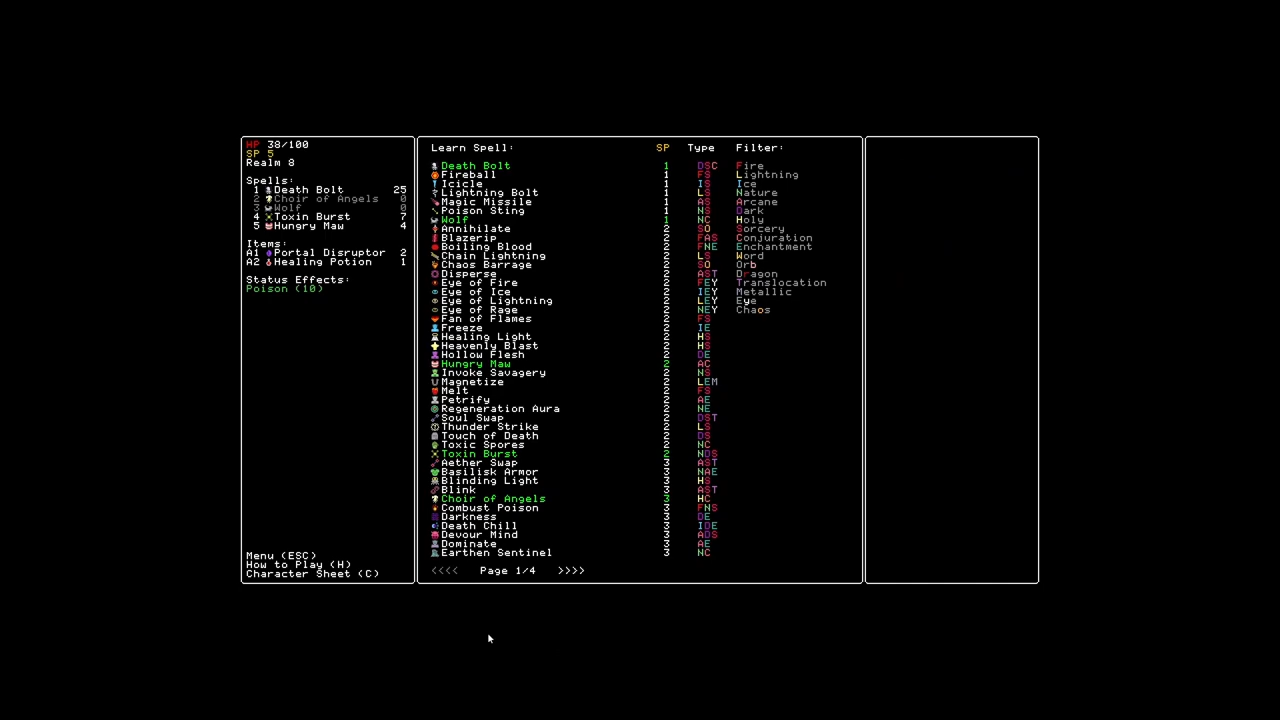 HP 38/100
SP 5
Realm 8
Spells:
1 Death Bolt 25
2 Choir of Angels 0
3 Wolf 0
4 Toxin Burst 7
5 Hungry Maw 4
Items:
A1 Portal Disruptor 2
A2 Healing Potion 1
Status Effects:
Poison (10)
Menu (ESC)
How to Play (H)
Character Sheet (C)
Learn Spell: SP Type Filter:
Death Bolt 1 DSC Fire
Fireball 1 FS Lightning
Icicle 1 IS Ice
Lightning Bolt 1 LS Nature
Magic Missile 1 AS Arcane
Poison Sting 1 NS Dark
Wolf 1 NC Holy
Annihilate 2 SO Sorcery
Blazerip 2 FAS Conjuration
Boiling Blood 2 FNE Enchantment
Chain Lightning 2 LS Word
Chaos Barrage 2 SO Orb
Disperse 2 AST Dragon
Eye of Fire 2 FEY Translocation
Eye of Ice 2 IEY Metallic
Eye of Lightning 2 LEY Eye
Eye of Rage 2 NEY Chaos
Fan of Flames 2 FS
Freeze 2 IE
Healing Light 2 HS
Heavenly Blast 2 HS
Hollow Flesh 2 DE
Hungry Maw 2 AC
Invoke Savagery 2 NS
Magnetize 2 LEM
Melt 2 FS
Petrify 2 AE
Regeneration Aura 2 NE
Soul Swap 2 DST
Thunder Strike 2 LS
Touch of Death 2 DS
Toxic Spores 2 NC
Toxin Burst 2 NDS
Aether Swap 3 AST
Basilisk Armor 3 NAE
Blinding Light 3 HS
Blink 3 AST
Choir of Angels 3 HC
Combust Poison 3 FNS
Darkness 3 DE
Death Chill 3 IDE
Devour Mind 3 ADS
Dominate 3 AE
Earthen Sentinel 3 NC
<<<< Page 1/4 >>>>